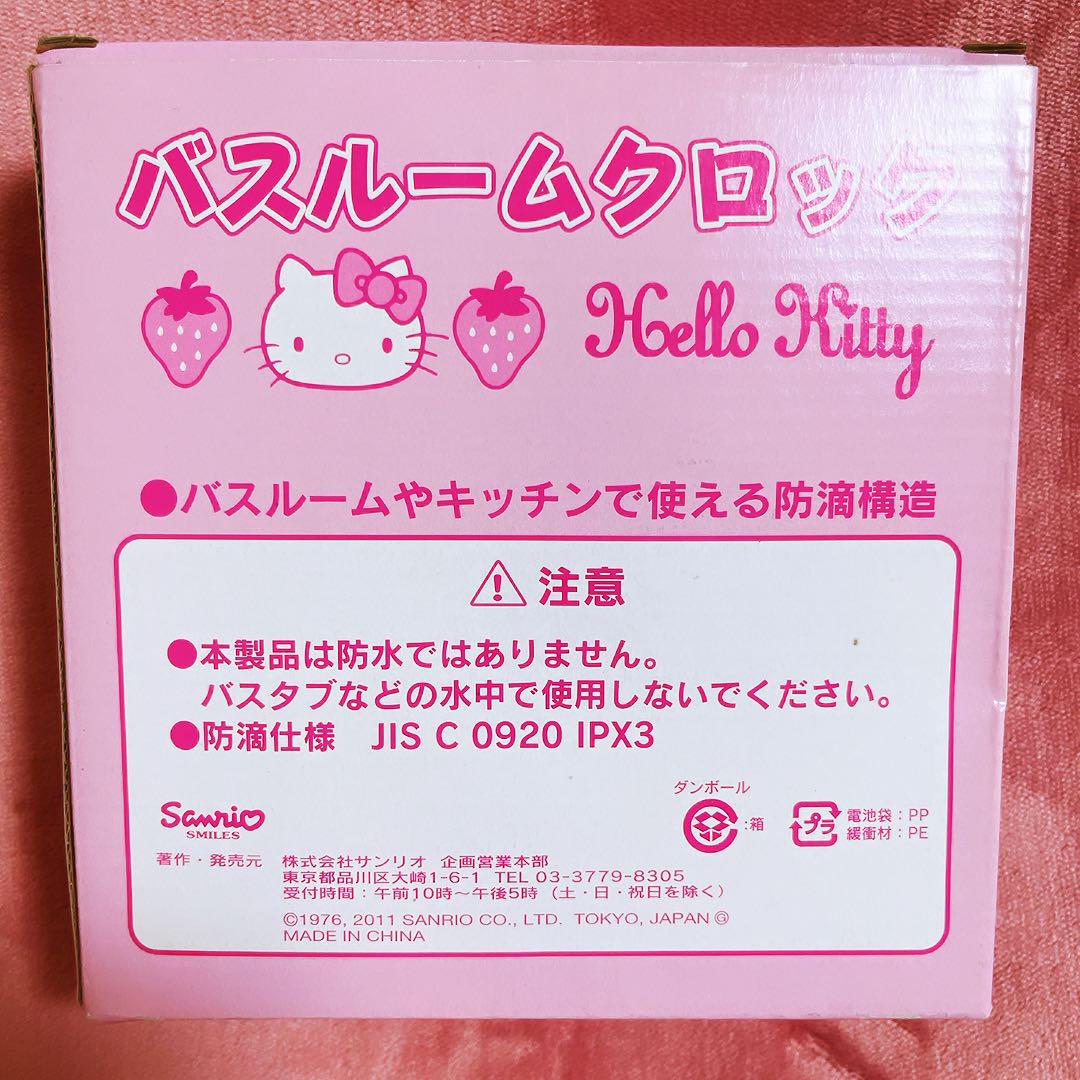 バスルームクロック
Hello Kitty
●バスルームやキッチンで使える防滴構造
注意
●本製品は防水ではありません。
バスタブなどの水中で使用しないでください。
●防滴仕様 JIS C 0920 IPX3
ダンボール
:箱
プラ
電池袋:PP
緩衝材:PE
Sanrio
SMILES
著作・発売元 株式会社サンリオ 企画営業本部
東京都品川区大崎1-6-1 TEL 03-3779-8305
受付時間:午前10時~午後5時(土・日・祝日を除く)
©1976, 2011 SANRIO CO., LTD. TOKYO, JAPAN Ⓖ
MADE IN CHINA